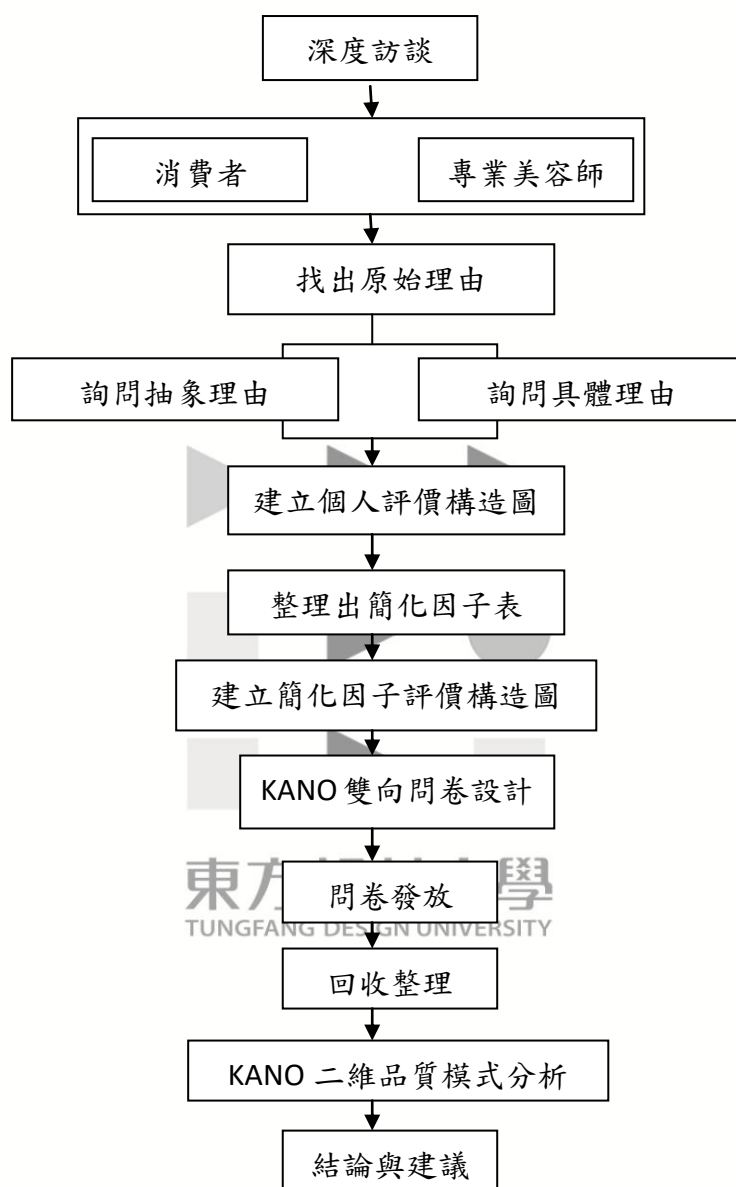 深度訪談
消費者
專業美容師
找出原始理由
詢問抽象理由
詢問具體理由
建立個人評價構造圖
整理出簡化因子表
建立簡化因子評價構造圖
KANO 雙向問卷設計
東方 學
問卷發放
TUNGFANG DESIGN UNIVERSITY
回收整理
KANO 二維品質模式分析
結論與建議